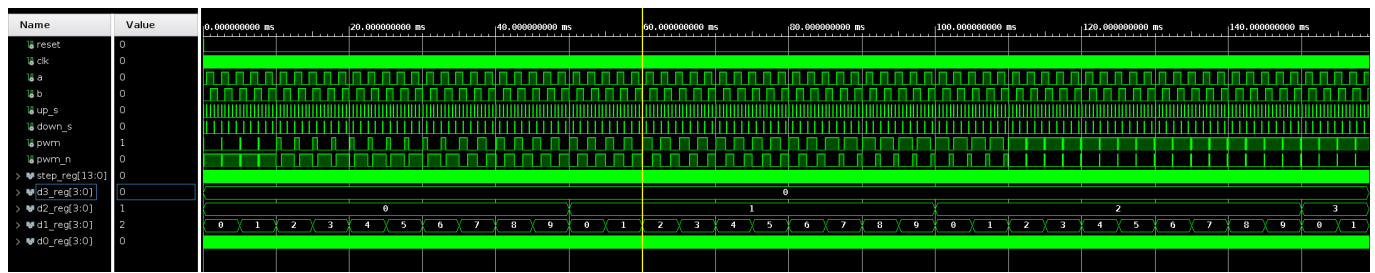 Name Value 0.000000000 ms 20.000000000 ms 40.000000000 ms 60.000000000 ms 80.000000000 ms 100.000000000 ms 120.000000000 ms 140.000000000 ms
reset 0
clk 0
a 0
b 0
up_s 0
down_s 0
pwm 1
pwm_n 0
step_reg[13:0] 0
d3_reg[3:0] 0 0
d2_reg[3:0] 1 0 1 2 3
d1_reg[3:0] 2 0 1 2 3 4 5 6 7 8 9 0 1 2 3 4 5 6 7 8 9 0 1 2 3 4 5 6 7 8 9 0 1
d0_reg[3:0] 0